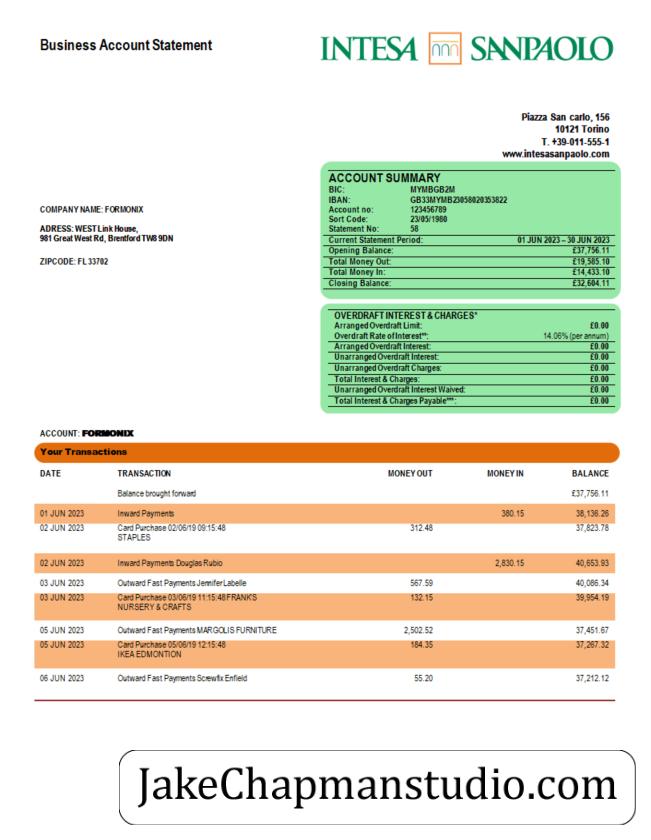 Business Account Statement
INTESA SANPAOLO
Piazza San carlo, 156
10121 Torino
T. +39-011-555-1
www.intesasanpaolo.com
ACCOUNT SUMMARY
BIC: MYMBGB2M
IBAN: GB33MYMB23058020353822
Account no: 123456789
Sort Code: 23/05/1980
Statement No: 58
Current Statement Period: 01 JUN 2023 – 30 JUN 2023
Opening Balance: £37,756.11
Total Money Out: £19,585.10
Total Money In: £14,433.10
Closing Balance: £32,604.11
COMPANY NAME: FORMONIX
ADRESS: WEST Link House,
981 Great West Rd, Brentford TW8 9DN
ZIPCODE: FL 33702
OVERDRAFT INTEREST & CHARGES*
Arranged Overdraft Limit: £0.00
Overdraft Rate of Interest**: 14.06% (per annum)
Arranged Overdraft Interest: £0.00
Unarranged Overdraft Interest: £0.00
Unarranged Overdraft Charges: £0.00
Total Interest & Charges: £0.00
Unarranged Overdraft Interest Waived: £0.00
Total Interest & Charges Payable***: £0.00
ACCOUNT: FORMONIX
Your Transactions
DATE TRANSACTION MONEY OUT MONEY IN BALANCE
Balance brought forward £37,756.11
01 JUN 2023 Inward Payments 380.15 38,136.26
02 JUN 2023 Card Purchase 02/06/19 09:15:48 312.48 37,823.78
STAPLES
02 JUN 2023 Inward Payments Douglas Rubio 2,830.15 40,653.93
03 JUN 2023 Outward Fast Payments Jennifer Labelle 567.59 40,086.34
03 JUN 2023 Card Purchase 03/06/19 11:15:48 FRANK'S 132.15 39,954.19
NURSERY & CRAFTS
05 JUN 2023 Outward Fast Payments MARGOLIS FURNITURE 2,502.52 37,451.67
05 JUN 2023 Card Purchase 05/06/19 12:15:48 184.35 37,267.32
IKEA EDMONTION
06 JUN 2023 Outward Fast Payments Screwfix Enfield 55.20 37,212.12
JakeChapmanstudio.com